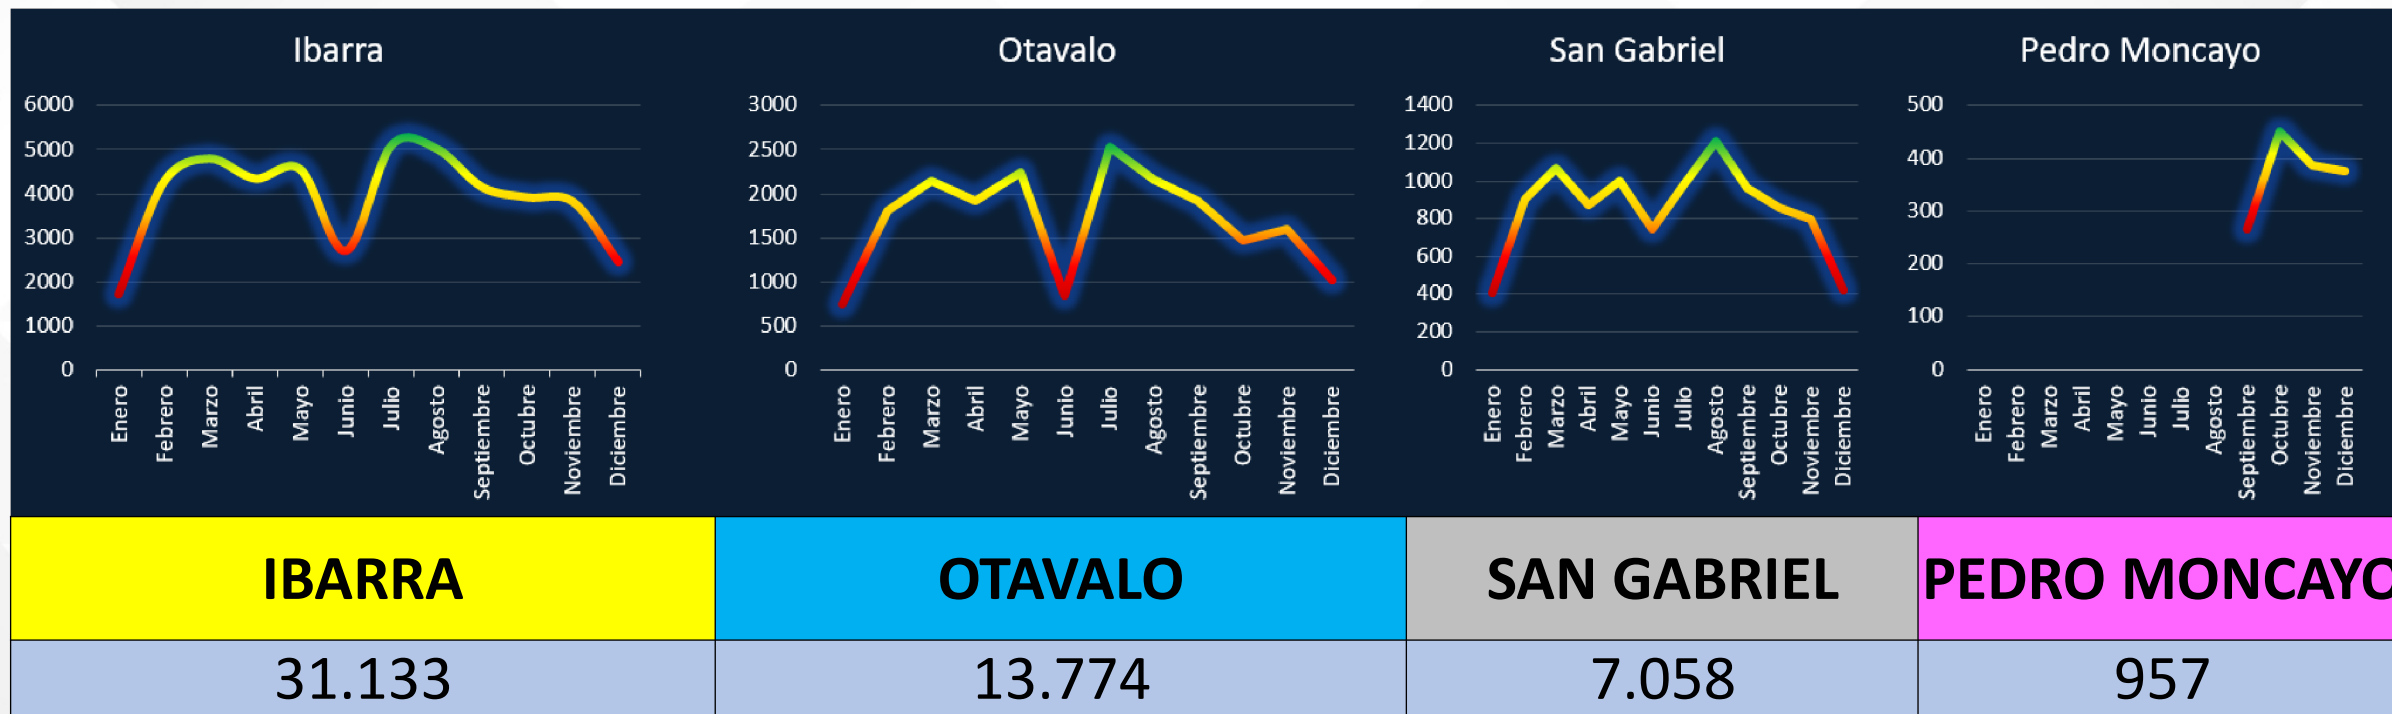 Ibarra
6000
5000
4000
3000
2000
1000
0
Enero
Febrero
Marzo
Abril
Mayo
Junio
Julio
Agosto
Septiembre
Octubre
Noviembre
Diciembre
Otavalo
3000
2500
2000
1500
1000
500
0
Enero
Febrero
Marzo
Abril
Mayo
Junio
Julio
Agosto
Septiembre
Octubre
Noviembre
Diciembre
San Gabriel
1400
1200
1000
800
600
400
200
0
Enero
Febrero
Marzo
Abril
Mayo
Junio
Julio
Agosto
Septiembre
Octubre
Noviembre
Diciembre
Pedro Moncayo
500
400
300
200
100
0
Enero
Febrero
Marzo
Abril
Mayo
Junio
Julio
Agosto
Septiembre
Octubre
Noviembre
Diciembre
IBARRA
OTAVALO
SAN GABRIEL
PEDRO MONCAYO
31.133
13.774
7.058
957